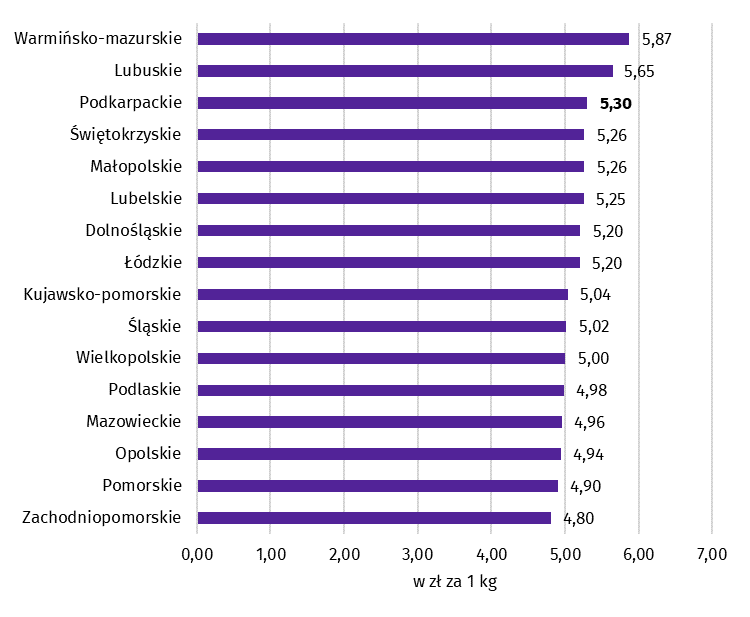 Warmińsko-mazurskie 5,87
Lubuskie 5,65
Podkarpackie 5,30
Świętokrzyskie 5,26
Małopolskie 5,26
Lubelskie 5,25
Dolnośląskie 5,20
Łódzkie 5,20
Kujawsko-pomorskie 5,04
Śląskie 5,02
Wielkopolskie 5,00
Podlaskie 4,98
Mazowieckie 4,96
Opolskie 4,94
Pomorskie 4,90
Zachodniopomorskie 4,80
0,00 1,00 2,00 3,00 4,00 5,00 6,00 7,00
w zł za 1 kg